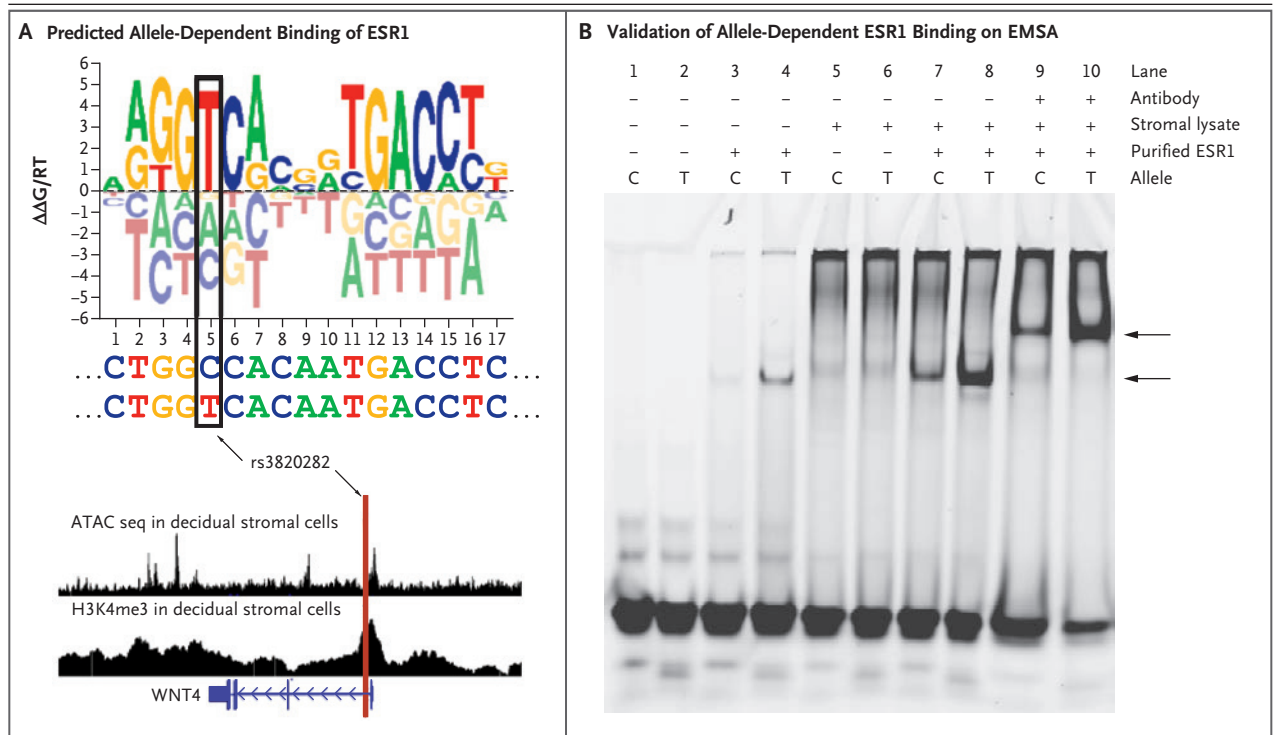 A Predicted Allele-Dependent Binding of ESR1
6
5
4
3
2
1
0
−1
−2
−3
−4
−5
−6
ΔΔG/RT
1 2 3 4 5 6 7 8 9 10 11 12 13 14 15 16 17
...CTGGCCACAATGACCTC...
...CTGGTCACAATGACCTC...
rs3820282
ATAC seq in decidual stromal cells
H3K4me3 in decidual stromal cells
WNT4
B Validation of Allele-Dependent ESR1 Binding on EMSA
1 2 3 4 5 6 7 8 9 10 Lane
– – – – – – – – + + Antibody
– – – – + + + + + + Stromal lysate
– – + + – – + + + + Purified ESR1
C T C T C T C T C T Allele